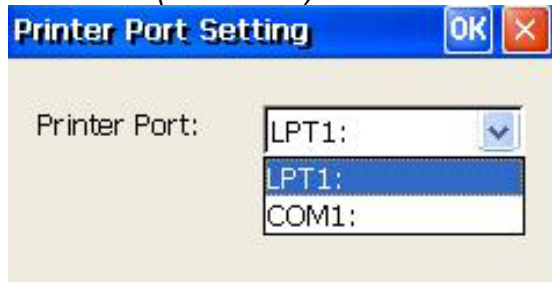 Printer Port Setting OK
Printer Port: LPT1:
LPT1:
COM1: